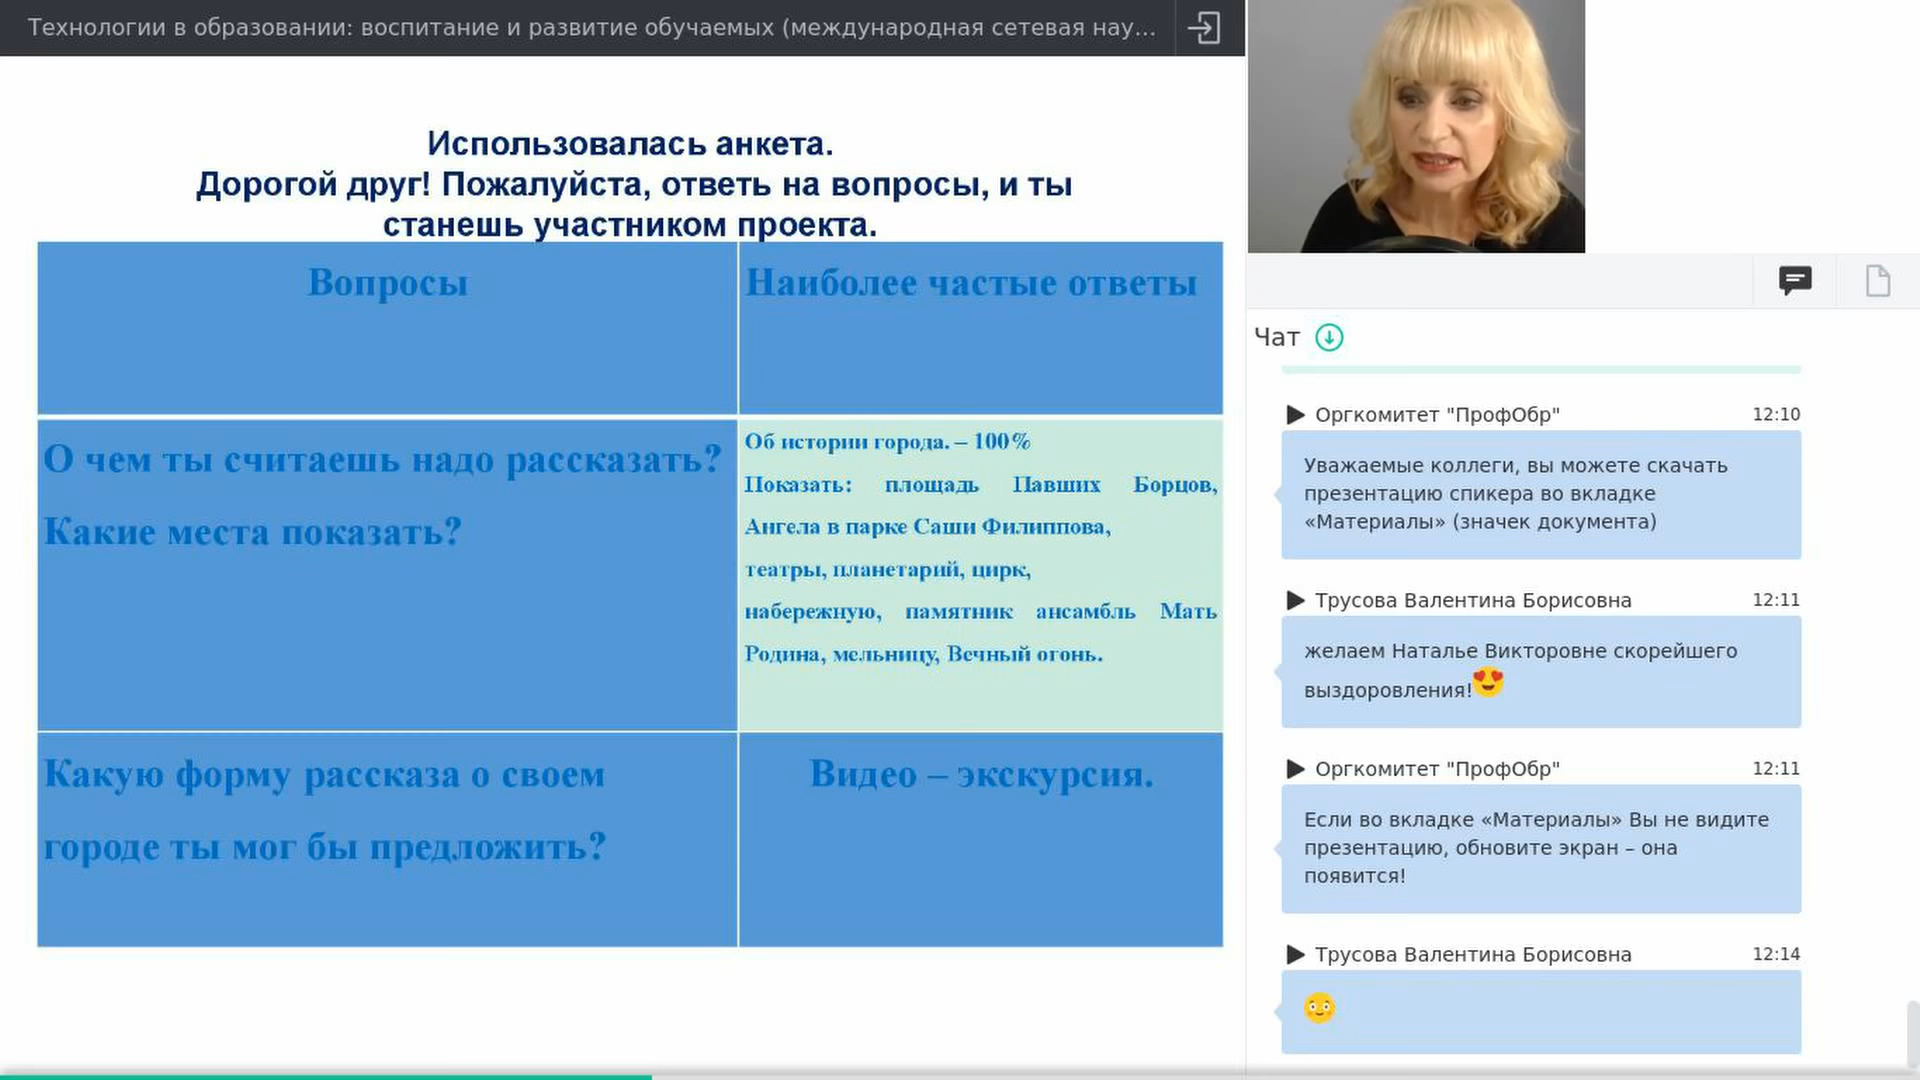 Технологии в образовании: воспитание и развитие обучаемых (международная сетевая нау...
Использовалась анкета.
Дорогой друг! Пожалуйста, ответь на вопросы, и ты
станешь участником проекта.
Вопросы
Наиболее частые ответы
О чем ты считаешь надо рассказать?
Какие места показать?
Об истории города. – 100%
Показать: площадь Павших Борцов,
Ангела в парке Саши Филиппова,
театры, планетарий, цирк,
набережную, памятник ансамбль Мать
Родина, мельницу, Вечный огонь.
Какую форму рассказа о своем
городе ты мог бы предложить?
Видео – экскурсия.
Чат
Оргкомитет "ПрофОбр" 12:10
Уважаемые коллеги, вы можете скачать
презентацию спикера во вкладке
«Материалы» (значек документа)
Трусова Валентина Борисовна 12:11
желаем Наталье Викторовне скорейшего
выздоровления!😍
Оргкомитет "ПрофОбр" 12:11
Если во вкладке «Материалы» Вы не видите
презентацию, обновите экран – она
появится!
Трусова Валентина Борисовна 12:14